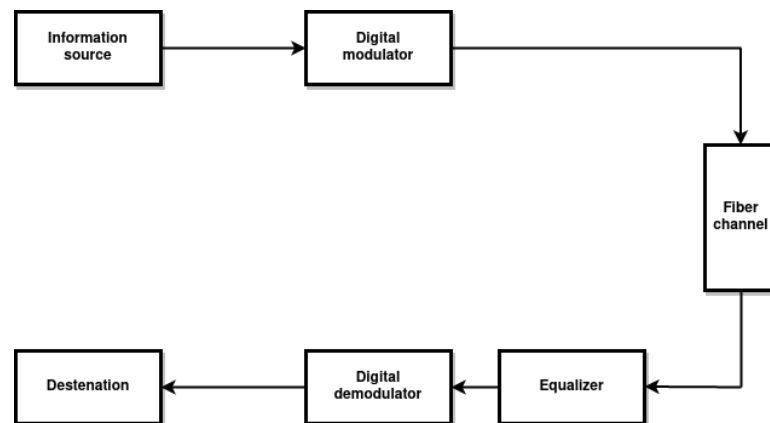 Information
source
Digital
modulator
Fiber
channel
Destenation
Digital
demodulator
Equalizer